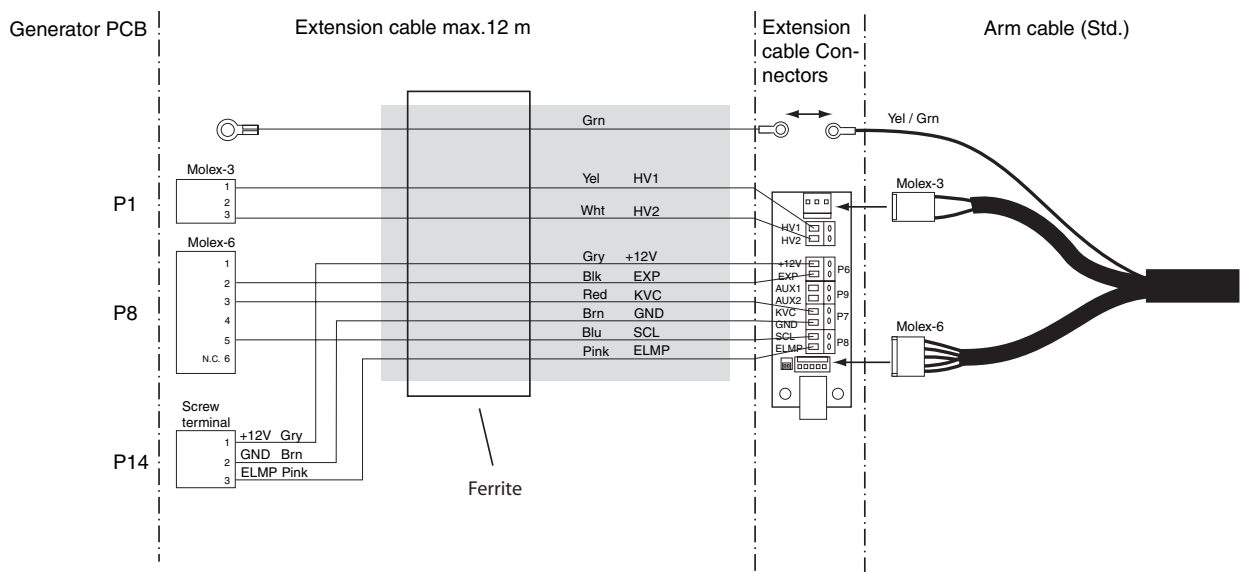 Generator PCB
Extension cable max.12 m
Extension
cable Con-
nectors
Arm cable (Std.)
Grn
Yel / Grn
Molex-3
P1
1
2
3
Yel HV1
Wht HV2
Molex-3
HV1
HV2
Molex-6
P8
1
2
3
4
5
N.C. 6
Gry +12V
Blk EXP
Red KVC
Brn GND
Blu SCL
Pink ELMP
+12V
EXP
P6
AUX1
AUX2
P9
KVC
GND
P7
SCL
ELMP
P8
Molex-6
Screw
terminal
P14
1 +12V Gry
2 GND Brn
3 ELMP Pink
Ferrite